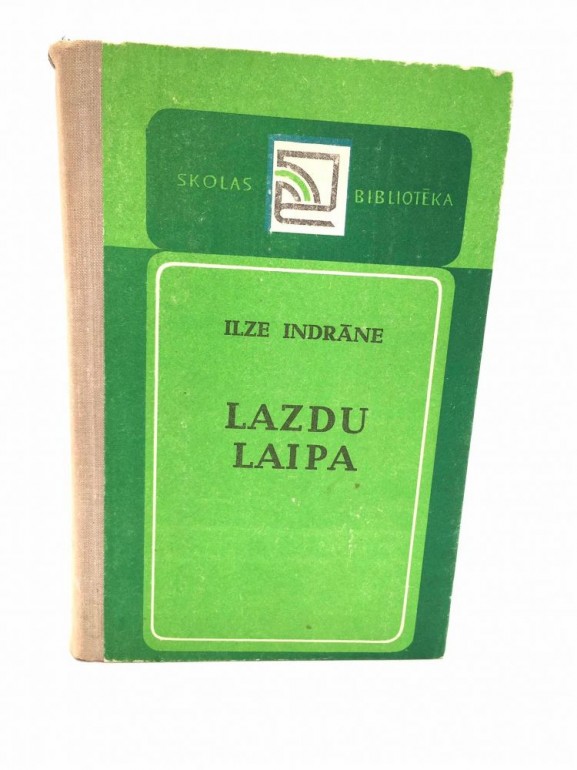 SKOLAS BIBLIOTĒKA
ILZE INDRĀNE
LAZDU
LAIPA